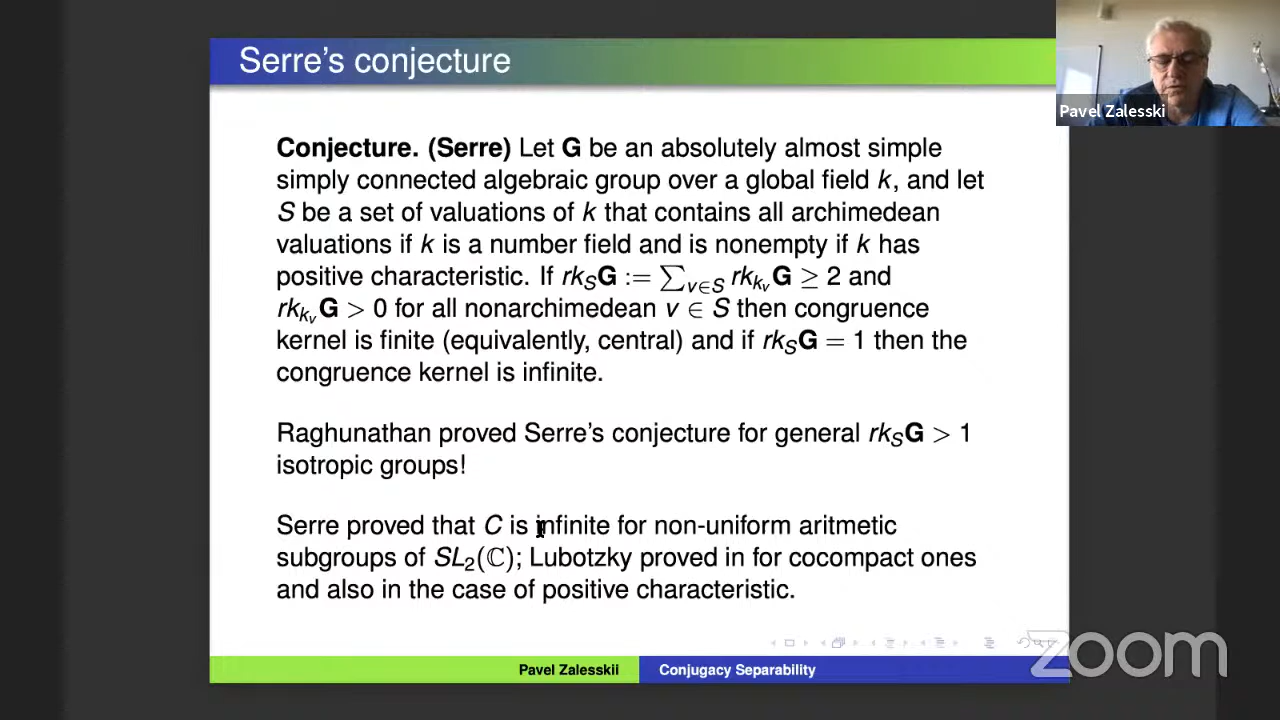 Serre's conjecture
Pavel Zalesski
Conjecture. (Serre) Let G be an absolutely almost simple
simply connected algebraic group over a global field k, and let
S be a set of valuations of k that contains all archimedean
valuations if k is a number field and is nonempty if k has
positive characteristic. If rk_S G := ∑_{v∈S} rk_{k_v} G ≥ 2 and
rk_{k_v} G > 0 for all nonarchimedean v ∈ S then congruence
kernel is finite (equivalently, central) and if rk_S G = 1 then the
congruence kernel is infinite.
Raghunathan proved Serre's conjecture for general rk_S G > 1
isotropic groups!
Serre proved that C is infinite for non-uniform aritmetic
subgroups of SL₂(ℂ); Lubotzky proved in for cocompact ones
and also in the case of positive characteristic.
zoom
Pavel Zalesskii
Conjugacy Separability